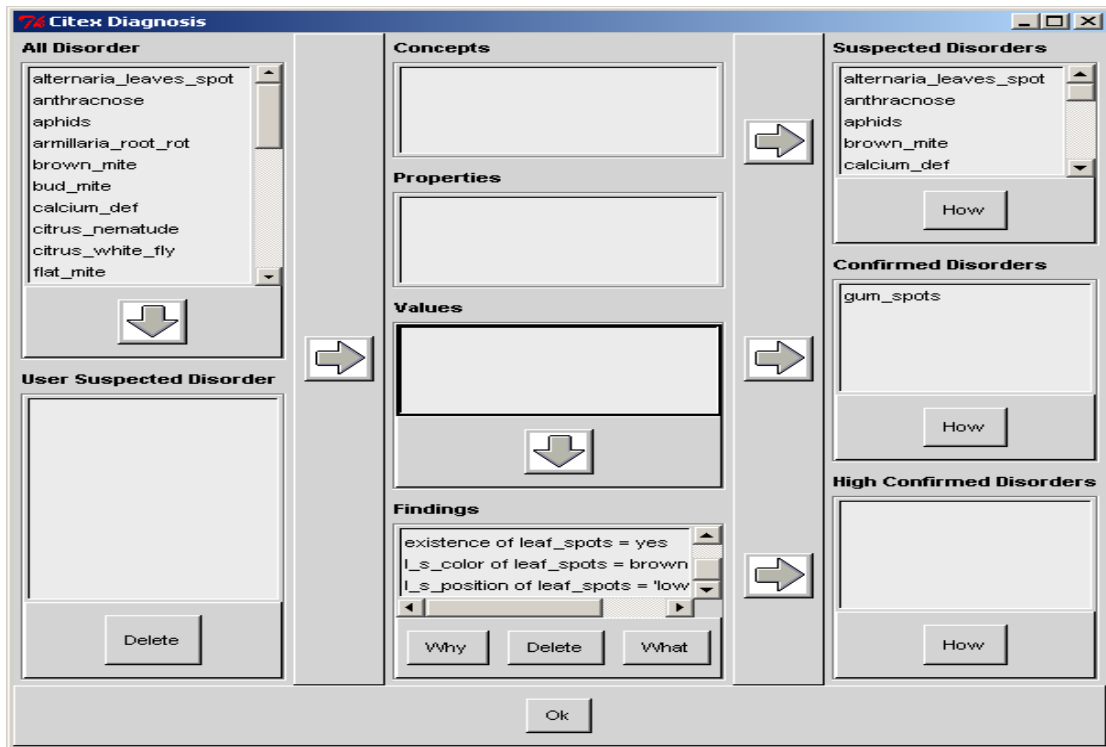 Citex Diagnosis
All Disorder
alternaria_leaves_spot
anthracnose
aphids
armillaria_root_rot
brown_mite
bud_mite
calcium_def
citrus_nematude
citrus_white_fly
flat_mite
User Suspected Disorder
Delete
Concepts
Properties
Values
Findings
existence of leaf_spots = yes
l_s_color of leaf_spots = brown
l_s_position of leaf_spots = 'low
Why
Delete
What
Suspected Disorders
alternaria_leaves_spot
anthracnose
aphids
brown_mite
calcium_def
How
Confirmed Disorders
gum_spots
How
High Confirmed Disorders
How
Ok